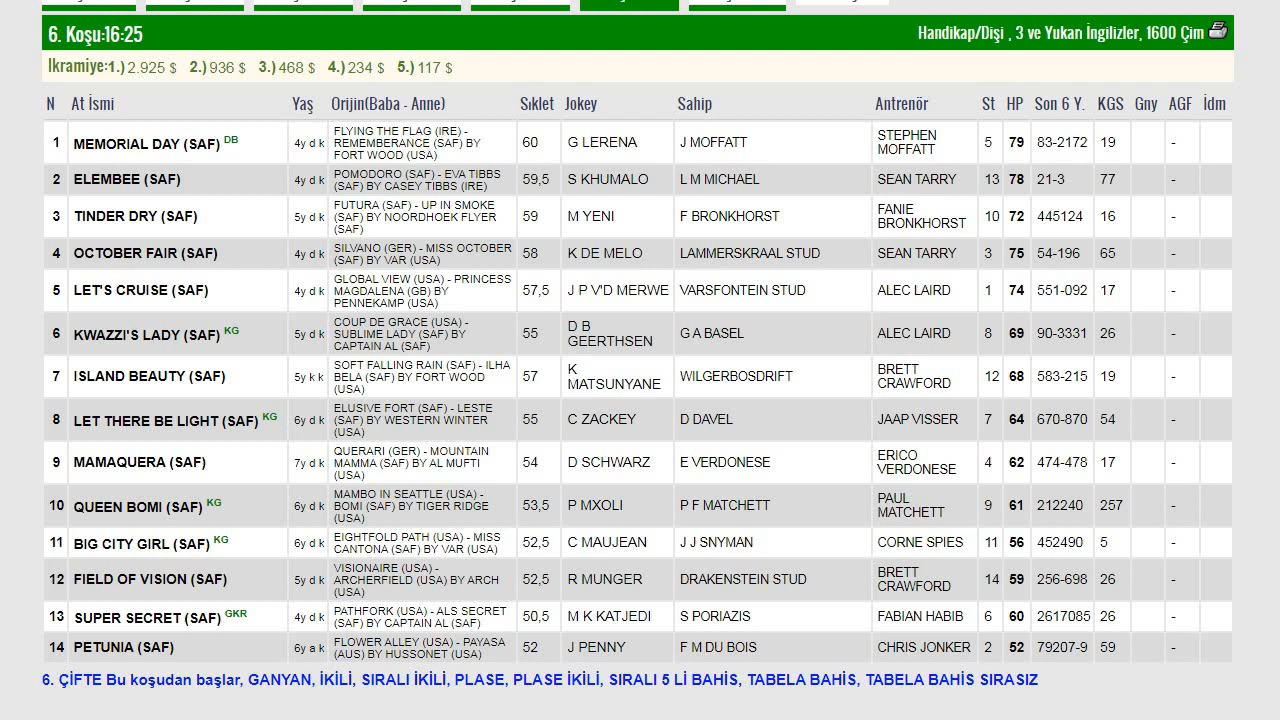 6. Koşu:16:25
Handikap/Dişi , 3 ve Yukarı İngilizler, 1600 Çim
Ikramiye:1.) 2.925 $ 2.) 936 $ 3.) 468 $ 4.) 234 $ 5.) 117 $
N At İsmi Yaş Orijin(Baba - Anne) Sıklet Jokey Sahip Antrenör St HP Son 6 Y. KGS Gny AGF İdm
1 MEMORIAL DAY (SAF) DB 4y d k FLYING THE FLAG (IRE) - REMEMBERANCE (SAF) BY FORT WOOD (USA) 60 G LERENA J MOFFATT STEPHEN MOFFATT 5 79 83-2172 19 -
2 ELEMBEE (SAF) 4y d k POMODORO (SAF) - EVA TIBBS (SAF) BY CASEY TIBBS (IRE) 59,5 S KHUMALO L M MICHAEL SEAN TARRY 13 78 21-3 77 -
3 TINDER DRY (SAF) 5y d k FUTURA (SAF) - UP IN SMOKE (SAF) BY NOORDHOEK FLYER (SAF) 59 M YENI F BRONKHORST FANIE BRONKHORST 10 72 445124 16 -
4 OCTOBER FAIR (SAF) 4y d k SILVANO (GER) - MISS OCTOBER (SAF) BY VAR (USA) 58 K DE MELO LAMMERSKRAAL STUD SEAN TARRY 3 75 54-196 65 -
5 LET'S CRUISE (SAF) 4y d k GLOBAL VIEW (USA) - PRINCESS MAGDALENA (GB) BY PENNEKAMP (USA) 57,5 J P V'D MERWE VARSFONTEIN STUD ALEC LAIRD 1 74 551-092 17 -
6 KWAZZI'S LADY (SAF) KG 5y d k COUP DE GRACE (USA) - SUBLIME LADY (SAF) BY CAPTAIN AL (SAF) 55 D B GEERTHSEN G A BASEL ALEC LAIRD 8 69 90-3331 26 -
7 ISLAND BEAUTY (SAF) 5y k k SOFT FALLING RAIN (SAF) - ILHA BELA (SAF) BY FORT WOOD (USA) 57 K MATSUNYANE WILGERBOSDRIFT BRETT CRAWFORD 12 68 583-215 19 -
8 LET THERE BE LIGHT (SAF) KG 6y d k ELUSIVE FORT (SAF) - LESTE (SAF) BY WESTERN WINTER (USA) 55 C ZACKEY D DAVEL JAAP VISSER 7 64 670-870 54 -
9 MAMAQUERA (SAF) 7y d k QUERARI (GER) - MOUNTAIN MAMMA (SAF) BY AL MUFTI (USA) 54 D SCHWARZ E VERDONESE ERICO VERDONESE 4 62 474-478 17 -
10 QUEEN BOMI (SAF) KG 6y d k MAMBO IN SEATTLE (USA) - BOMI (SAF) BY TIGER RIDGE (USA) 53,5 P MXOLI P F MATCHETT PAUL MATCHETT 9 61 212240 257 -
11 BIG CITY GIRL (SAF) KG 6y d k EIGHTFOLD PATH (USA) - MISS CANTONA (SAF) BY VAR (USA) 52,5 C MAUJEAN J J SNYMAN CORNE SPIES 11 56 452490 5 -
12 FIELD OF VISION (SAF) 5y d k VISIONAIRE (USA) - ARCHERFIELD (USA) BY ARCH (USA) 52,5 R MUNGER DRAKENSTEIN STUD BRETT CRAWFORD 14 59 256-698 26 -
13 SUPER SECRET (SAF) GKR 4y d k PATHFORK (USA) - ALS SECRET (SAF) BY CAPTAIN AL (SAF) 50,5 M K KATJEDI S PORIAZIS FABIAN HABIB 6 60 2617085 26 -
14 PETUNIA (SAF) 6y a k FLOWER ALLEY (USA) - PAYASA (AUS) BY HUSSONET (USA) 52 J PENNY F M DU BOIS CHRIS JONKER 2 52 79207-9 59 -
6. ÇİFTE Bu koşudan başlar, GANYAN, İKİLİ, SIRALI İKİLİ, PLASE, PLASE İKİLİ, SIRALI 5 Lİ BAHİS, TABELA BAHİS, TABELA BAHİS SIRASIZ